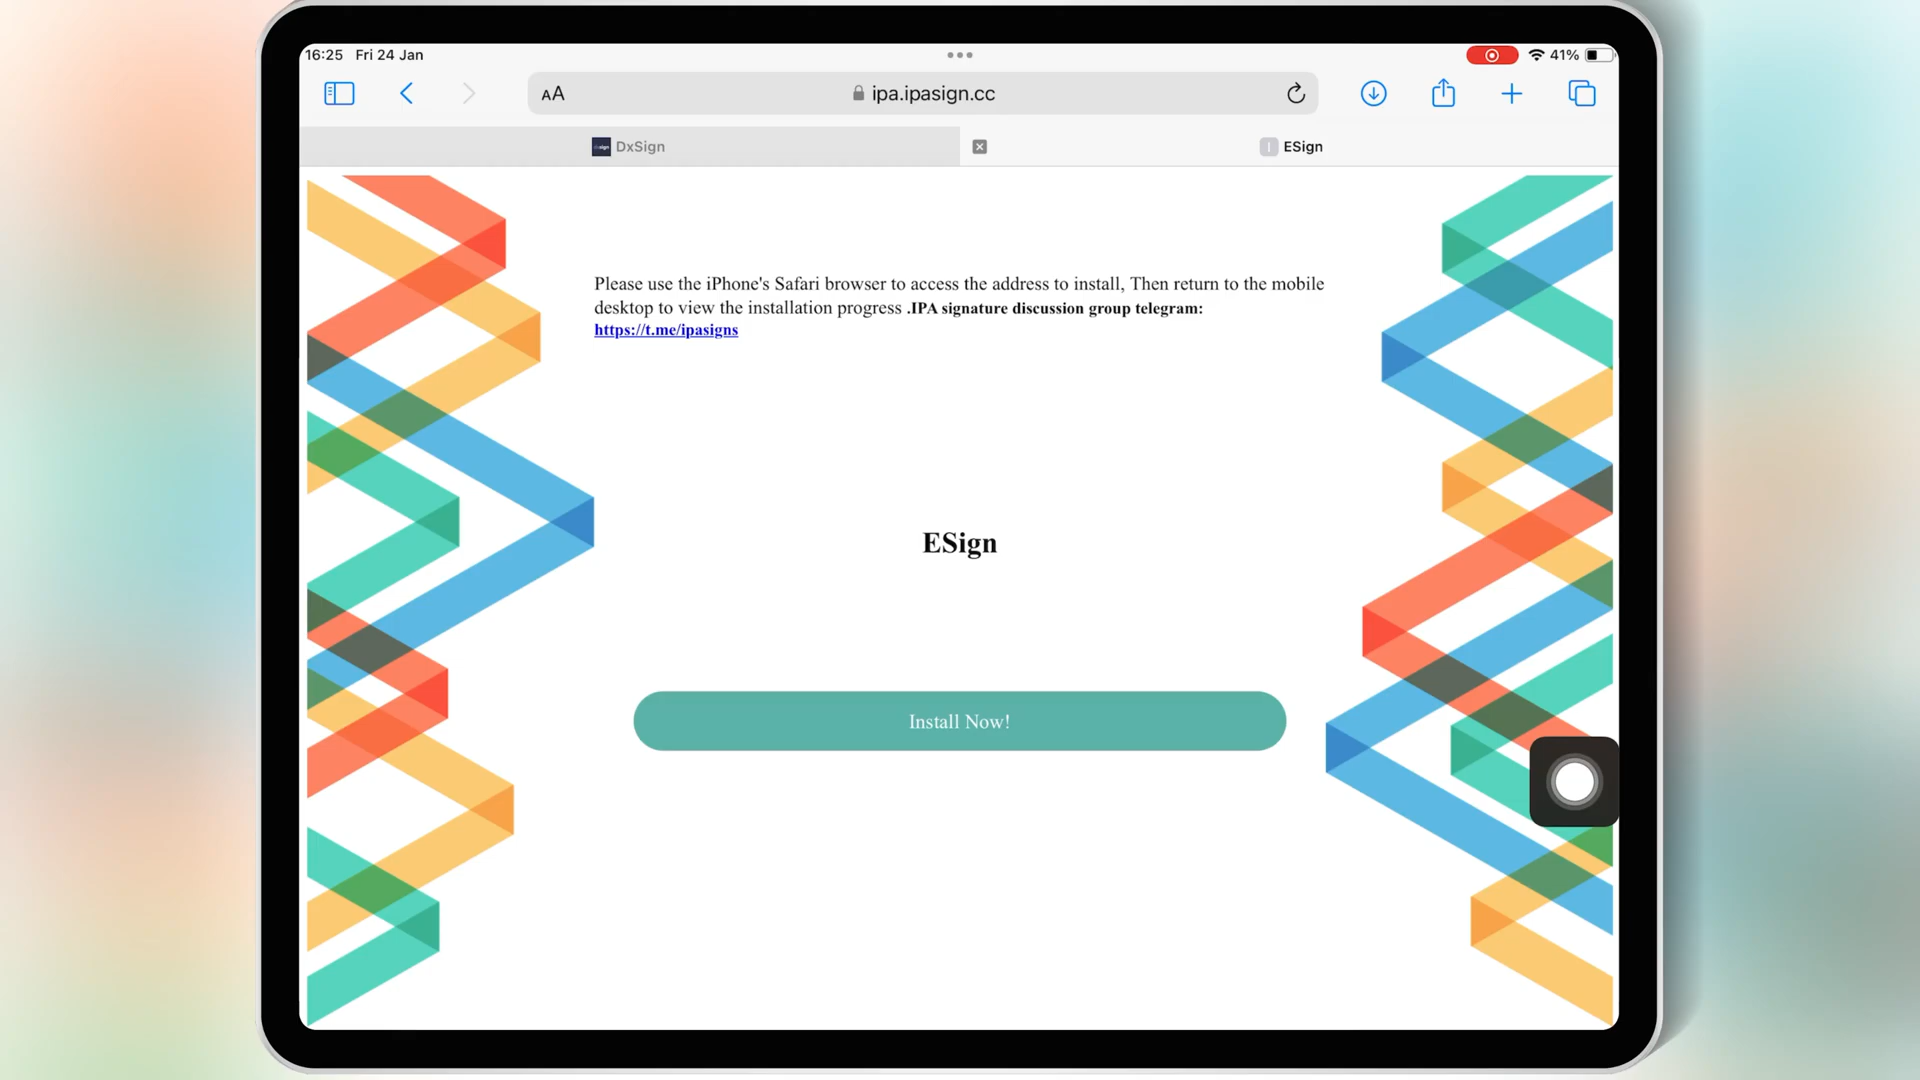 16:25 Fri 24 Jan
41%
AA
ipa.ipasign.cc
DxSign
ESign
Please use the iPhone's Safari browser to access the address to install, Then return to the mobile
desktop to view the installation progress .IPA signature discussion group telegram:
https://t.me/ipasigns
ESign
Install Now!